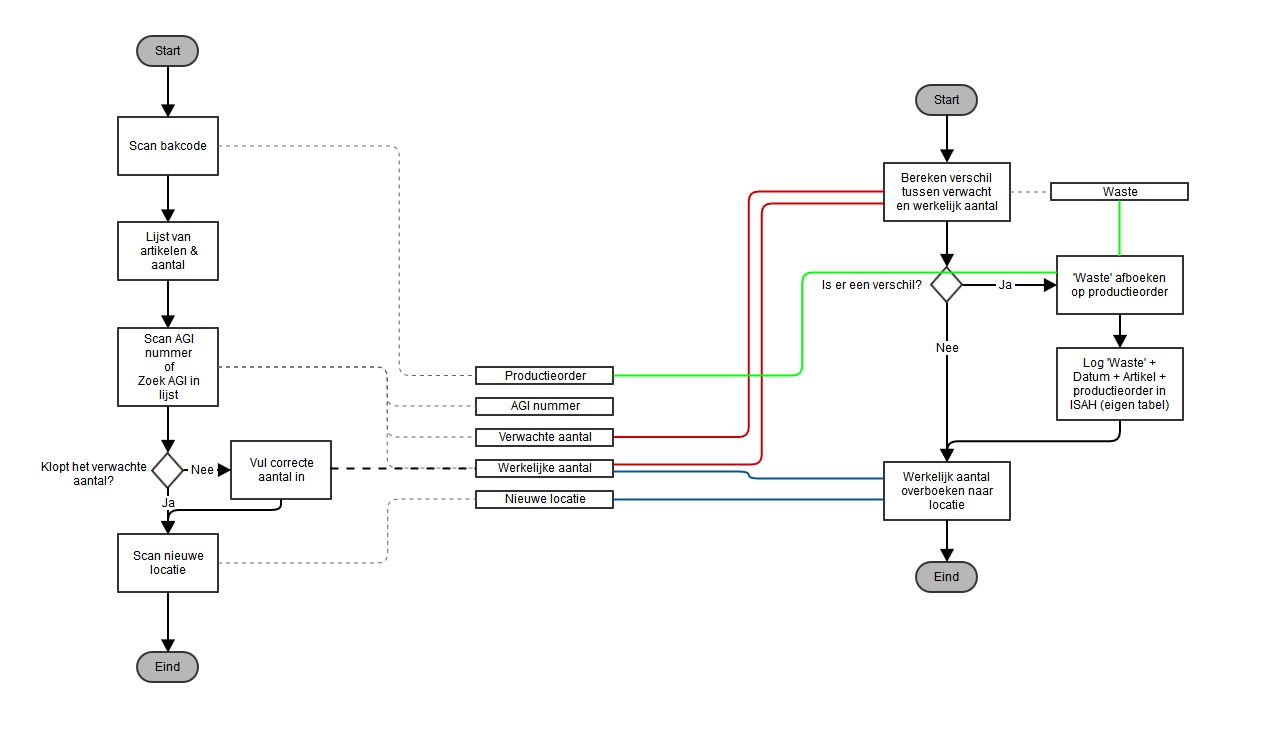 Start
Scan bakcode
Lijst van
artikelen &
aantal
Scan AGI
nummer
of
Zoek AGI in
lijst
Klopt het verwachte
aantal?
Nee
Vul correcte
aantal in
Ja
Scan nieuwe
locatie
Eind
Productieorder
AGI nummer
Verwachte aantal
Werkelijke aantal
Nieuwe locatie
Start
Bereken verschil
tussen verwacht
en werkelijk aantal
Waste
Is er een verschil?
Ja
'Waste' afboeken
op productieorder
Nee
Log 'Waste' +
Datum + Artikel +
productieorder in
ISAH (eigen tabel)
Werkelijk aantal
overboeken naar
locatie
Eind